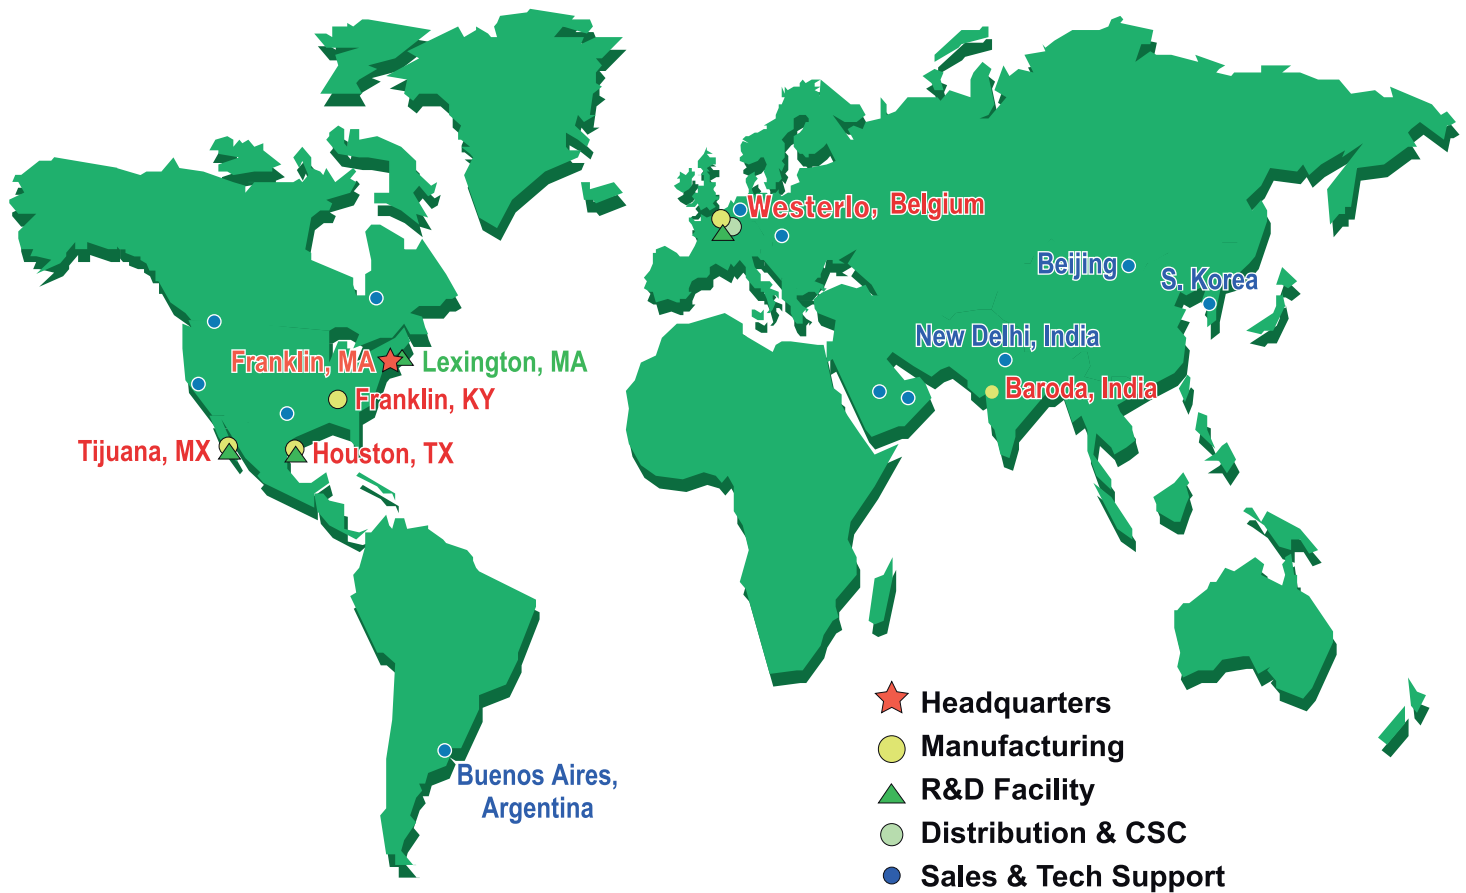 Westerlo, Belgium
Beijing
S. Korea
New Delhi, India
Franklin, MA
Lexington, MA
Baroda, India
Franklin, KY
Tijuana, MX
Houston, TX
Buenos Aires,
Argentina
Headquarters
Manufacturing
R&D Facility
Distribution & CSC
Sales & Tech Support